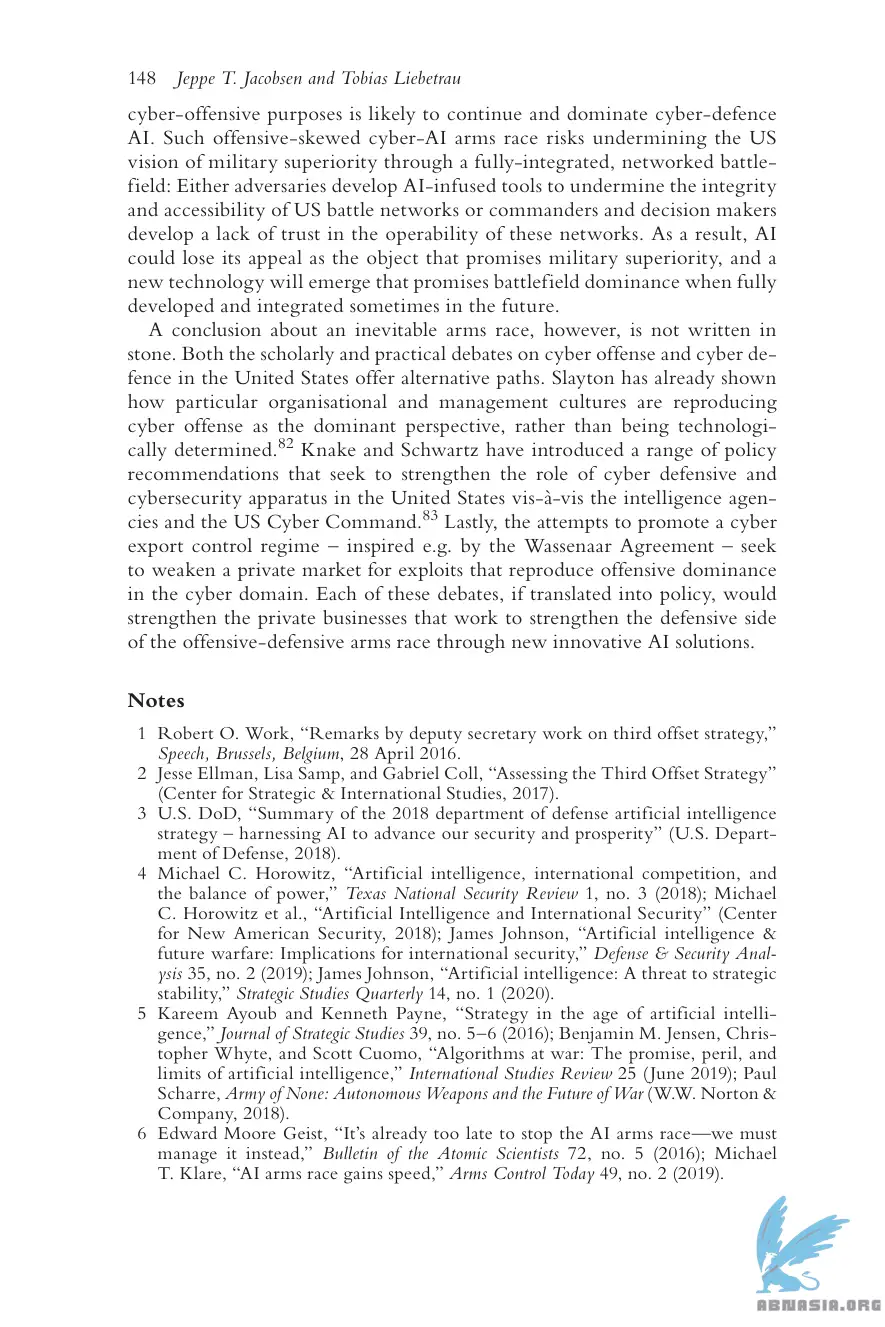 148 Jeppe T. Jacobsen and Tobias Liebetrau
cyber-offensive purposes is likely to continue and dominate cyber-defence
AI. Such offensive-skewed cyber-AI arms race risks undermining the US
vision of military superiority through a fully-integrated, networked battle-
field: Either adversaries develop AI-infused tools to undermine the integrity
and accessibility of US battle networks or commanders and decision makers
develop a lack of trust in the operability of these networks. As a result, AI
could lose its appeal as the object that promises military superiority, and a
new technology will emerge that promises battlefield dominance when fully
developed and integrated sometimes in the future.
A conclusion about an inevitable arms race, however, is not written in
stone. Both the scholarly and practical debates on cyber offense and cyber de-
fence in the United States offer alternative paths. Slayton has already shown
how particular organisational and management cultures are reproducing
cyber offense as the dominant perspective, rather than being technologi-
cally determined.82 Knake and Schwartz have introduced a range of policy
recommendations that seek to strengthen the role of cyber defensive and
cybersecurity apparatus in the United States vis-à-vis the intelligence agen-
cies and the US Cyber Command.83 Lastly, the attempts to promote a cyber
export control regime – inspired e.g. by the Wassenaar Agreement – seek
to weaken a private market for exploits that reproduce offensive dominance
in the cyber domain. Each of these debates, if translated into policy, would
strengthen the private businesses that work to strengthen the defensive side
of the offensive-defensive arms race through new innovative AI solutions.
Notes
1 Robert O. Work, “Remarks by deputy secretary work on third offset strategy,”
Speech, Brussels, Belgium, 28 April 2016.
2 Jesse Ellman, Lisa Samp, and Gabriel Coll, “Assessing the Third Offset Strategy”
(Center for Strategic & International Studies, 2017).
3 U.S. DoD, “Summary of the 2018 department of defense artificial intelligence
strategy – harnessing AI to advance our security and prosperity” (U.S. Depart-
ment of Defense, 2018).
4 Michael C. Horowitz, “Artificial intelligence, international competition, and
the balance of power,” Texas National Security Review 1, no. 3 (2018); Michael
C. Horowitz et al., “Artificial Intelligence and International Security” (Center
for New American Security, 2018); James Johnson, “Artificial intelligence &
future warfare: Implications for international security,” Defense & Security Anal-
ysis 35, no. 2 (2019); James Johnson, “Artificial intelligence: A threat to strategic
stability,” Strategic Studies Quarterly 14, no. 1 (2020).
5 Kareem Ayoub and Kenneth Payne, “Strategy in the age of artificial intelli-
gence,” Journal of Strategic Studies 39, no. 5–6 (2016); Benjamin M. Jensen, Chris-
topher Whyte, and Scott Cuomo, “Algorithms at war: The promise, peril, and
limits of artificial intelligence,” International Studies Review 25 (June 2019); Paul
Scharre, Army of None: Autonomous Weapons and the Future of War (W.W. Norton &
Company, 2018).
6 Edward Moore Geist, “It’s already too late to stop the AI arms race—we must
manage it instead,” Bulletin of the Atomic Scientists 72, no. 5 (2016); Michael
T. Klare, “AI arms race gains speed,” Arms Control Today 49, no. 2 (2019).
ABNASIA.ORG